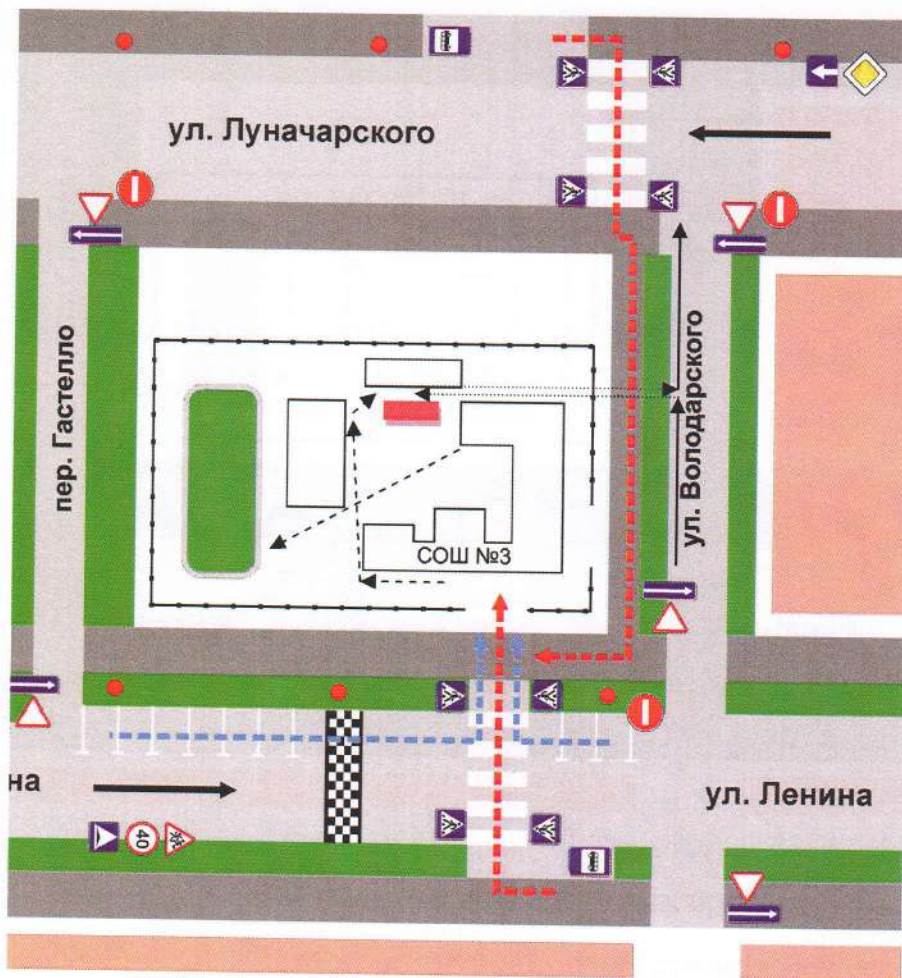 ул. Луначарского
пер. Гастелло
ул. Володарского
СОШ №3
на
ул. Ленина
40